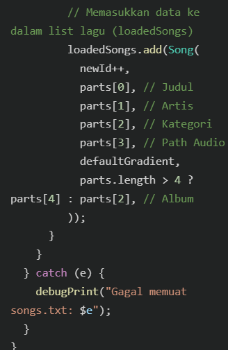 // Memasukkan data ke
dalam list lagu (loadedSongs)
loadedSongs.add(Song(
newId++,
parts[0], // Judul
parts[1], // Artis
parts[2], // Kategori
parts[3], // Path Audio
defaultGradient,
parts.length > 4 ?
parts[4] : parts[2], // Album
));
}
}
} catch (e) {
debugPrint("Gagal memuat
songs.txt: $e");
}
}